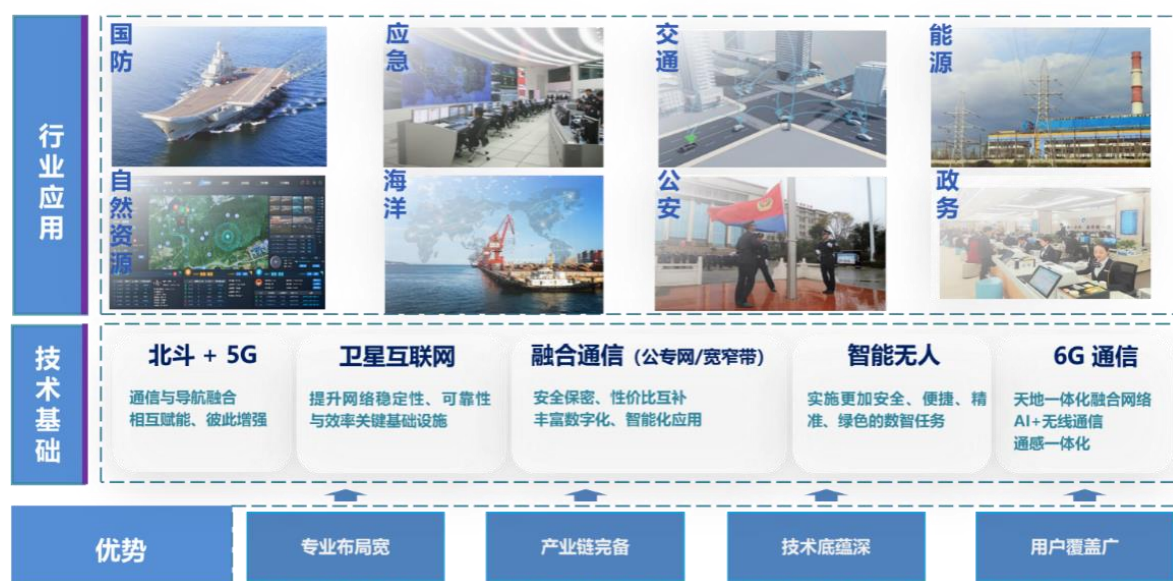 行业应用
国防
应急
交通
能源
自然资源
海洋
公安
政务
技术基础
北斗 + 5G
通信与导航融合
相互赋能、彼此增强
卫星互联网
提升网络稳定性、可靠性
与效率关键基础设施
融合通信（公专网/宽窄带）
安全保密、性价比互补
丰富数字化、智能化应用
智能无人
实施更加安全、便捷、精
准、绿色的数智任务
6G 通信
天地一体化融合网络
AI+无线通信
通感一体化
优势
专业布局宽
产业链完备
技术底蕴深
用户覆盖广